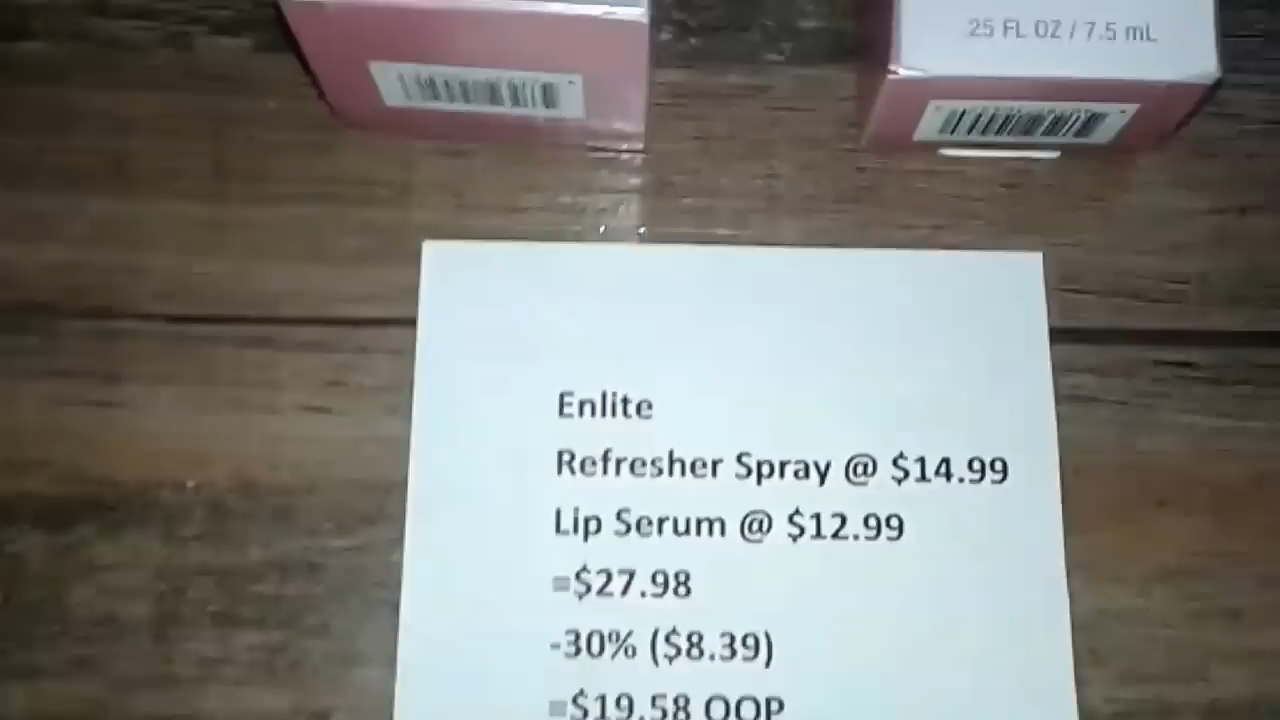 25 FL OZ / 7.5 mL
Enlite
Refresher Spray @ $14.99
Lip Serum @ $12.99
=$27.98
-30% ($8.39)
=$19.58 OOP